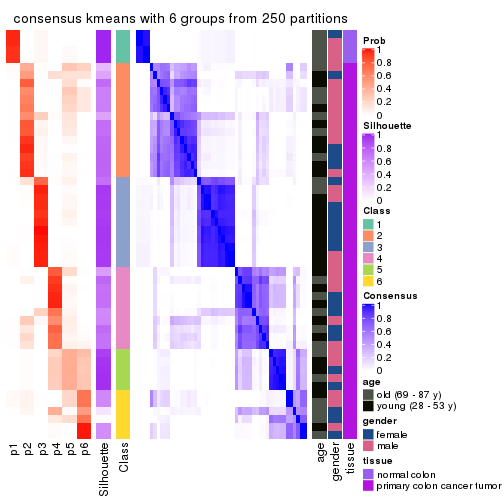 consensus kmeans with 6 groups from 250 partitions
Prob
1
0.8
0.6
0.4
0.2
0
Silhouette
1
0.8
0.6
0.4
0.2
0
Class
1
2
3
4
5
6
Consensus
1
0.8
0.6
0.4
0.2
0
age
old (69 - 87 y)
young (28 - 53 y)
gender
female
male
tissue
normal colon
primary colon cancer tumor
p1
p2
p3
p4
p5
p6
Silhouette
Class
age
gender
tissue